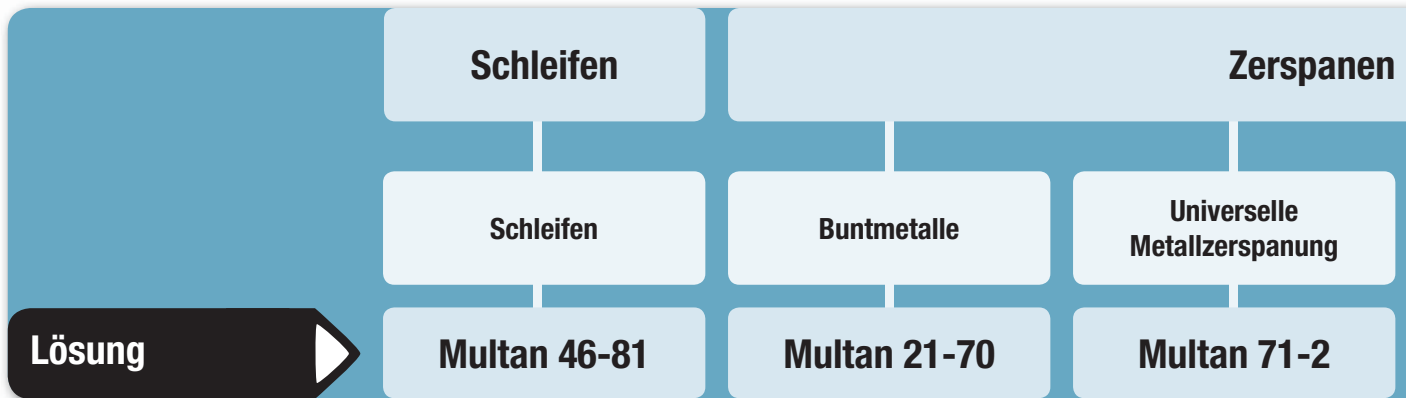 Schleifen
Zerspanen
Schleifen
Buntmetalle
Universelle
Metallzerspanung
Lösung
Multan 46-81
Multan 21-70
Multan 71-2